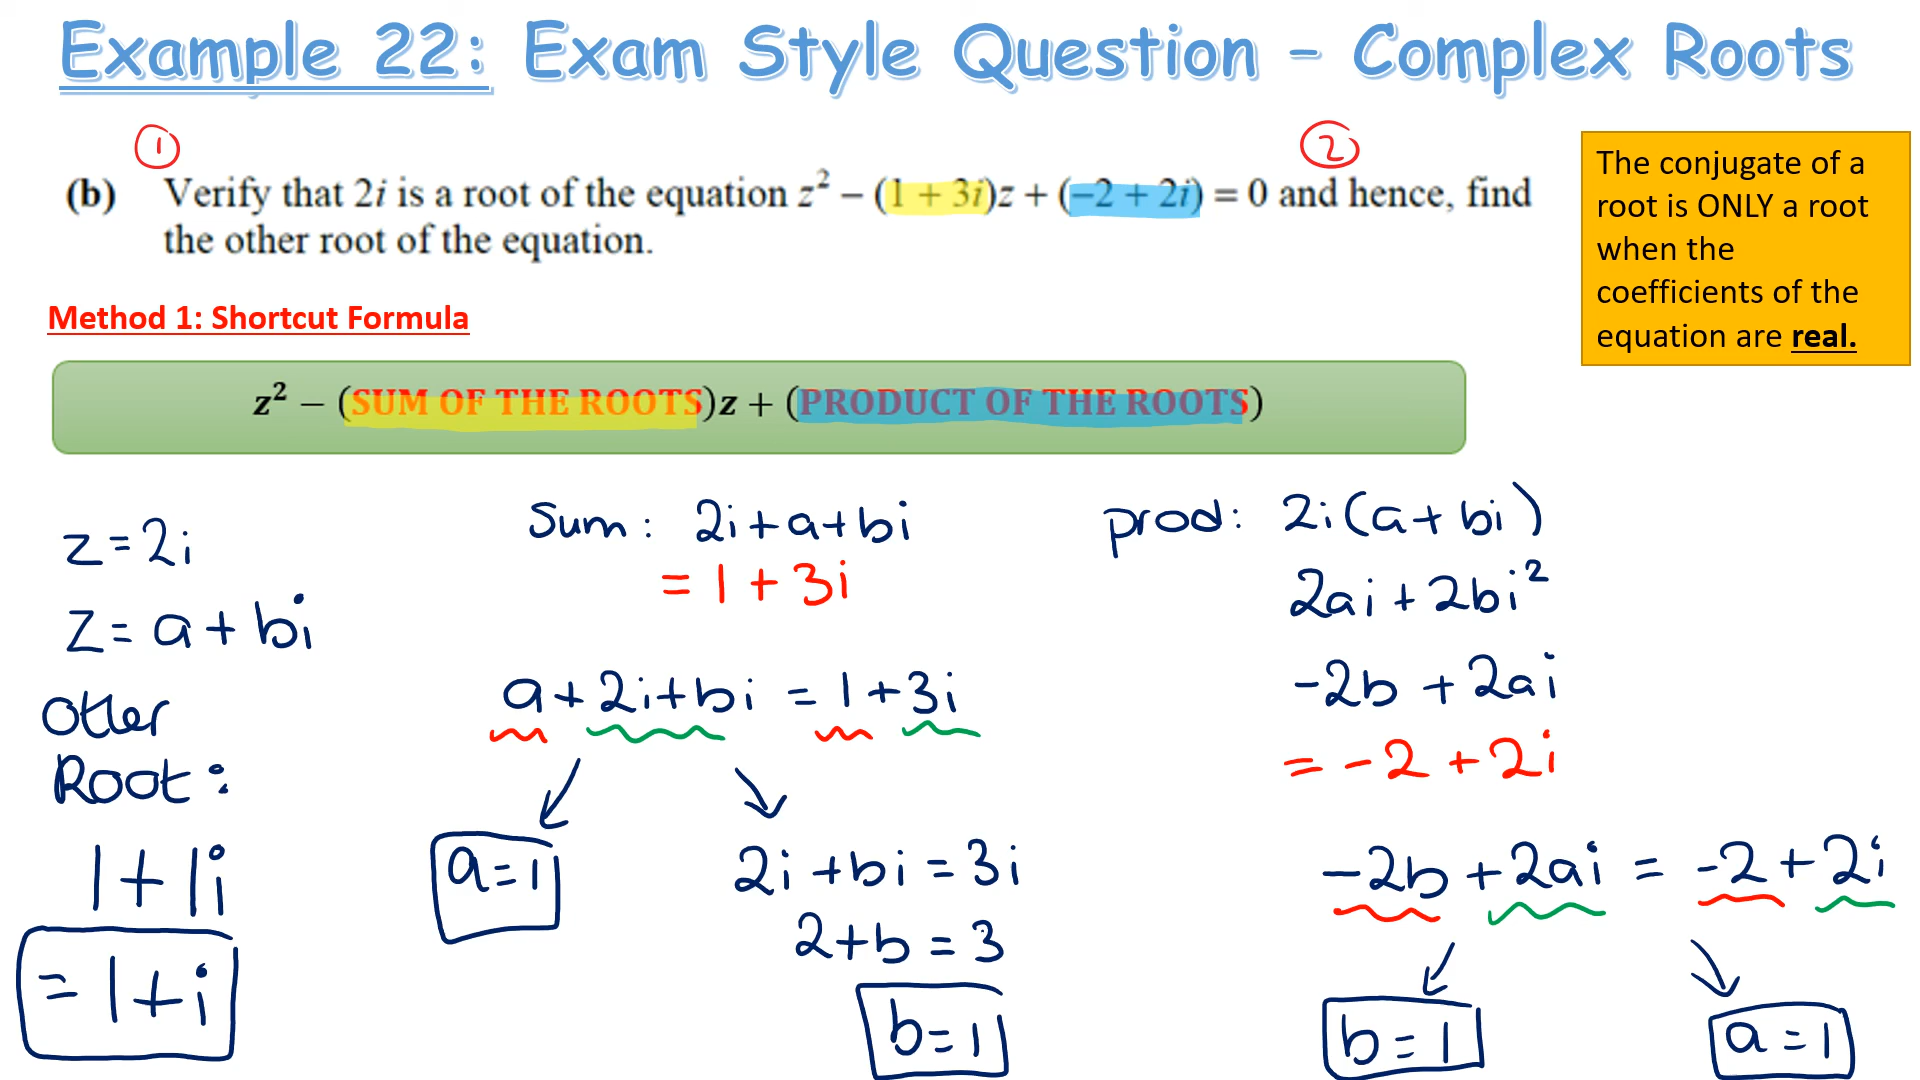 Example 22: Exam Style Question - Complex Roots
1
2
(b) Verify that 2i is a root of the equation z² − (1 + 3i)z + (−2 + 2i) = 0 and hence, find
the other root of the equation.
The conjugate of a
root is ONLY a root
when the
coefficients of the
equation are real.
Method 1: Shortcut Formula
z² − (SUM OF THE ROOTS)z + (PRODUCT OF THE ROOTS)
z = 2i
z = a + bi
Other
Root:
1 + 1i
= 1 + i
Sum: 2i + a + bi
= 1 + 3i
a + 2i + bi = 1 + 3i
a = 1
2i + bi = 3i
2 + b = 3
b = 1
prod: 2i(a + bi)
2ai + 2bi²
-2b + 2ai
= -2 + 2i
-2b + 2ai = -2 + 2i
b = 1
a = 1